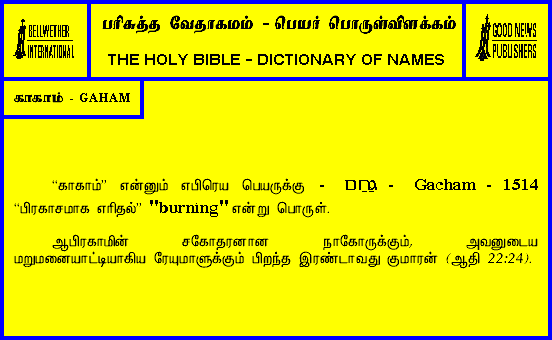 BELLWETHER
INTERNATIONAL
பரிசுத்த வேதாகமம் - பெயர் பொருள்விளக்கம்
THE HOLY BIBLE - DICTIONARY OF NAMES
GOOD NEWS
PUBLISHERS
காகாம் - GAHAM
“காகாம்” என்னும் எபிரெய பெயருக்கு - גחם - Gacham - 1514
“பிரகாசமாக எரிதல்” "burning" என்று பொருள்.
ஆபிரகாமின் சகோதரனான நாகோருக்கும், அவனுடைய
மறுமனையாட்டியாகிய ரேயுமாளுக்கும் பிறந்த இரண்டாவது குமாரன் (ஆதி 22:24).